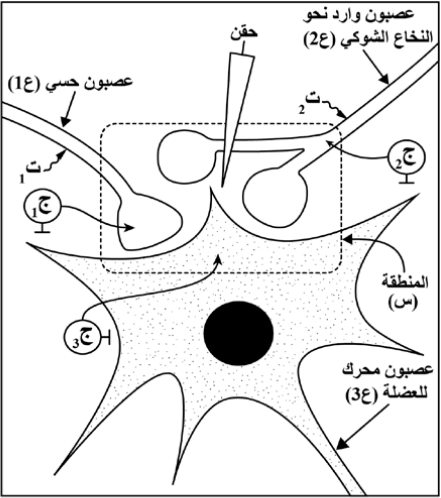 عصبون وارد نحو
النخاع الشوكي (ع2)
حقن
عصبون حسي (ع1)
ت2
ت1
ج2
ج1
المنطقة
(س)
ج3
عصبون محرك
للعضلة (ع3)